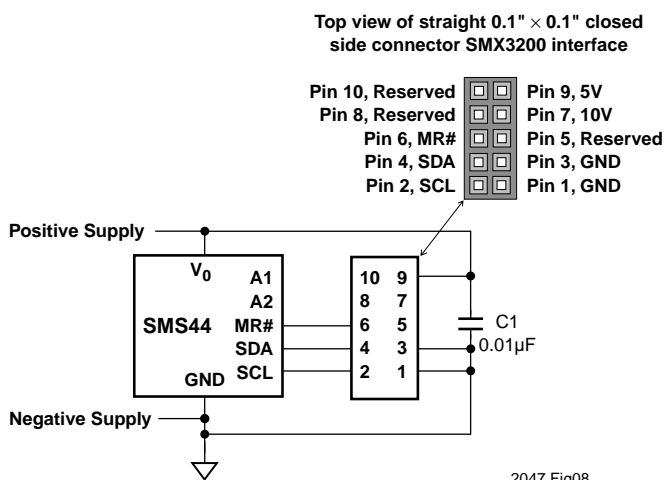 Top view of straight 0.1" × 0.1" closed
side connector SMX3200 interface
Pin 10, Reserved
Pin 9, 5V
Pin 8, Reserved
Pin 7, 10V
Pin 6, MR#
Pin 5, Reserved
Pin 4, SDA
Pin 3, GND
Pin 2, SCL
Pin 1, GND
Positive Supply
V0
A1
A2
SMS44
MR#
SDA
SCL
GND
10 9
8 7
6 5
4 3
2 1
C1
0.01µF
Negative Supply
2047 Fig08